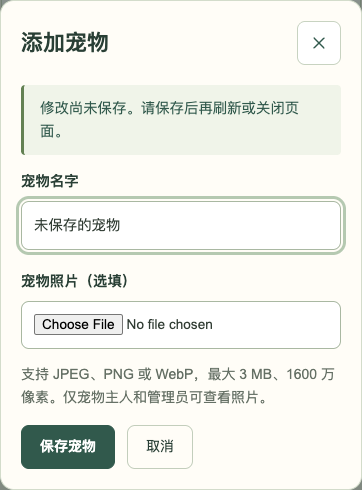 添加宠物
修改尚未保存。请保存后再刷新或关闭页
面。
宠物名字
未保存的宠物
宠物照片（选填）
Choose File No file chosen
支持 JPEG、PNG 或 WebP，最大 3 MB、1600 万
像素。仅宠物主人和管理员可查看照片。
保存宠物 取消